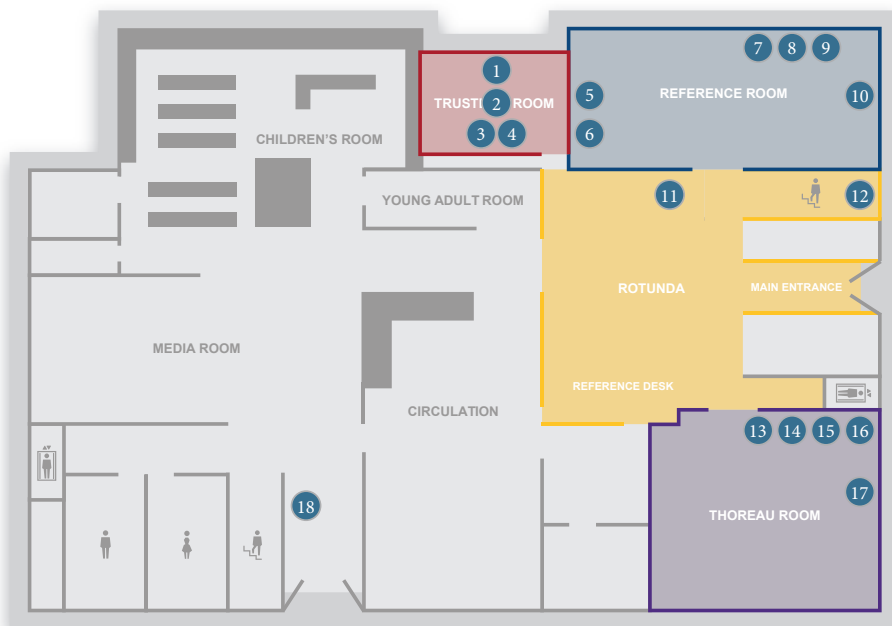 1
7 8 9
2
ROOM
5
REFERENCE ROOM
10
3 4
6
CHILDREN'S ROOM
YOUNG ADULT ROOM
11
12
ROTUNDA
MAIN ENTRANCE
MEDIA ROOM
REFERENCE DESK
CIRCULATION
13 14 15 16
17
18
THOREAU ROOM